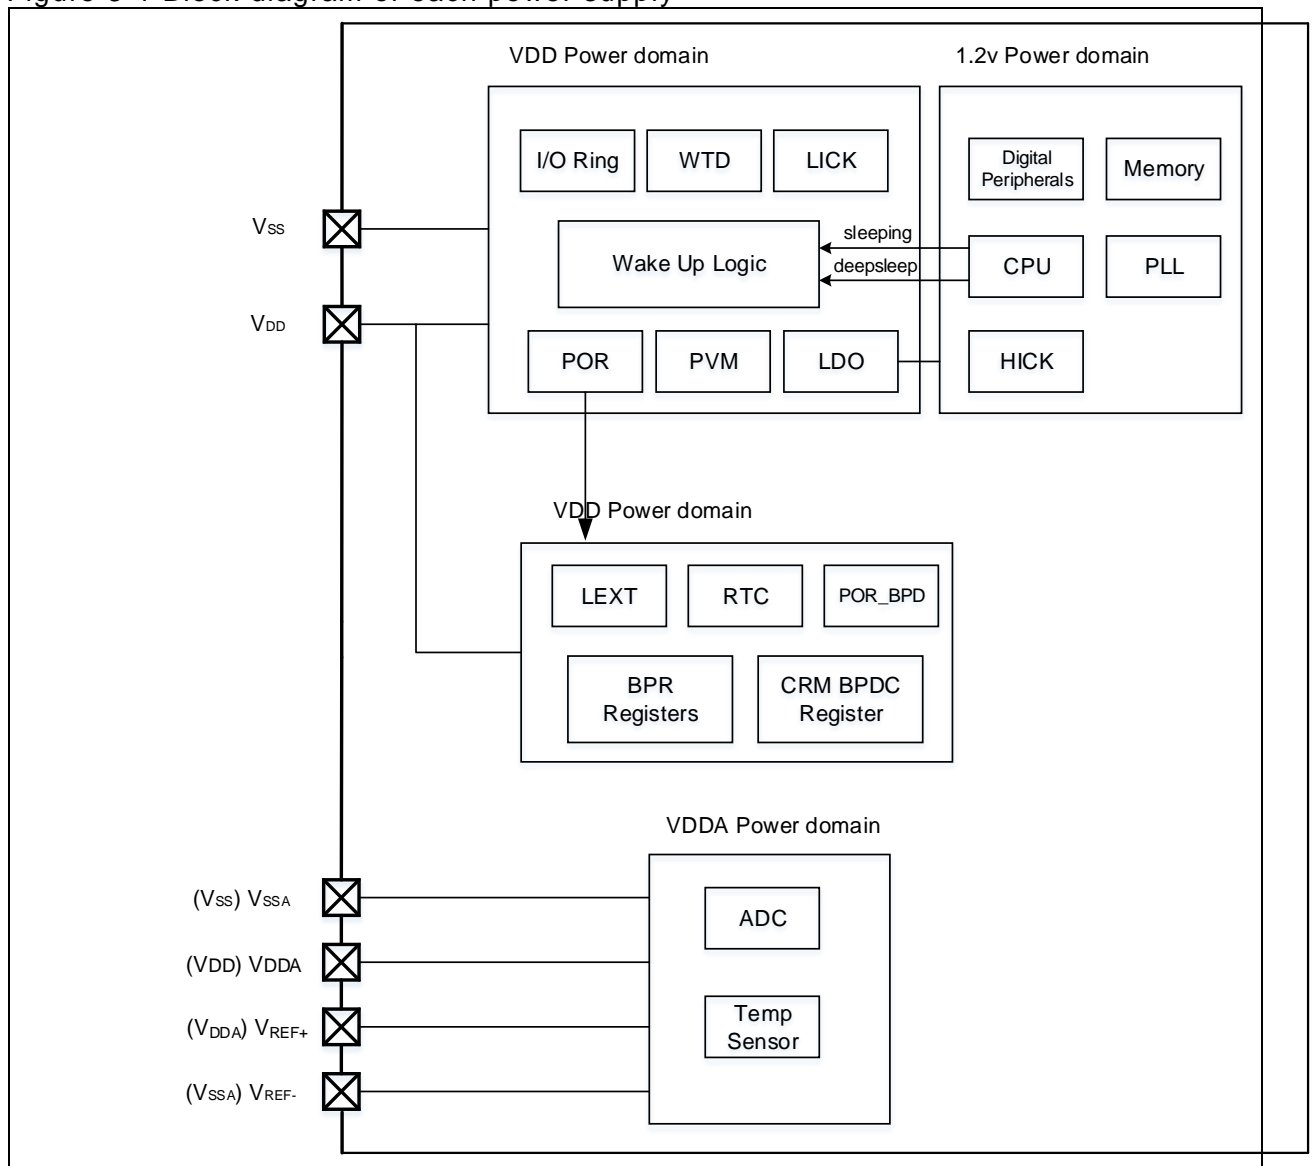 VDD Power domain
1.2v Power domain
I/O Ring
WTD
LICK
Digital
Peripherals
Memory
VSS
sleeping
Wake Up Logic
deepsleep
CPU
PLL
VDD
POR
PVM
LDO
HICK
VDD Power domain
LEXT
RTC
POR_BPD
BPR
Registers
CRM BPDC
Register
VDDA Power domain
(VSS) VSSA
ADC
(VDD) VDDA
(VDDA) VREF+
Temp
Sensor
(VSSA) VREF-